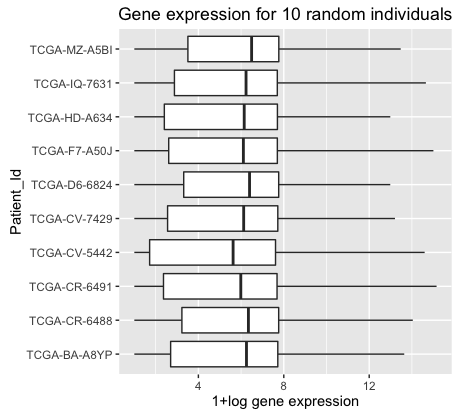 Gene expression for 10 random individuals
Patient_Id
TCGA-MZ-A5BI
TCGA-IQ-7631
TCGA-HD-A634
TCGA-F7-A50J
TCGA-D6-6824
TCGA-CV-7429
TCGA-CV-5442
TCGA-CR-6491
TCGA-CR-6488
TCGA-BA-A8YP
4 8 12
1+log gene expression